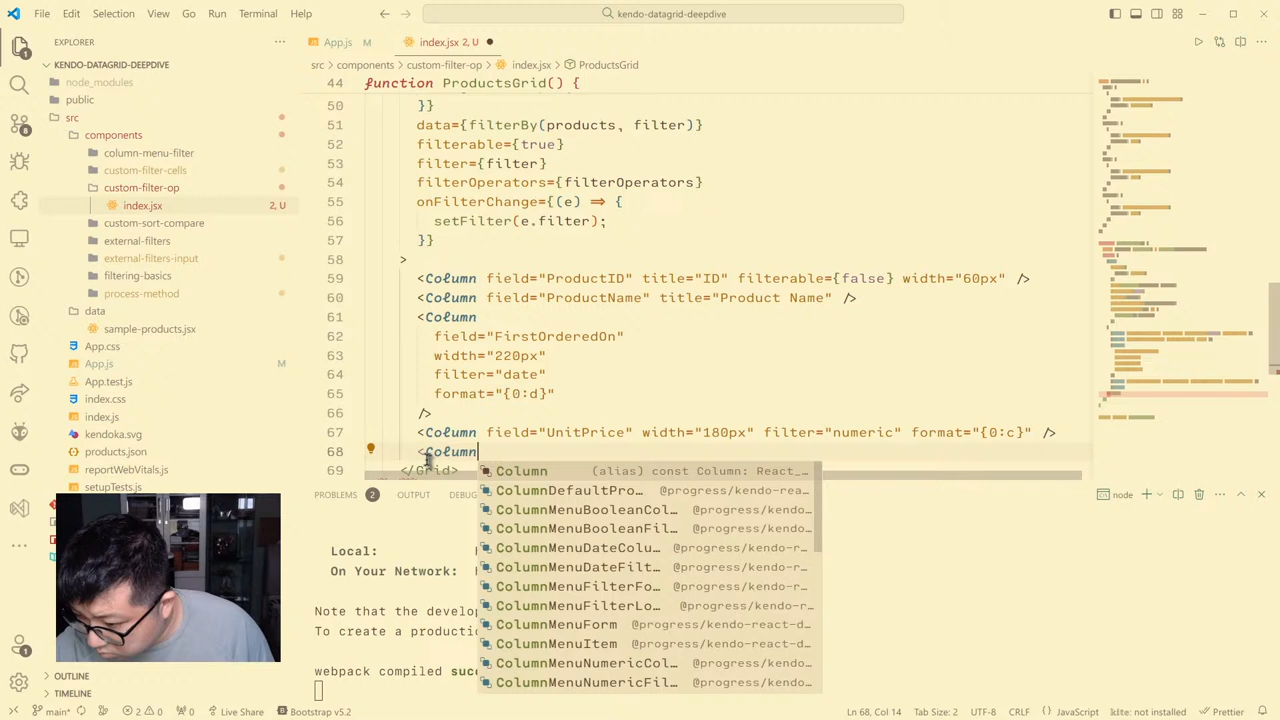 File Edit Selection View Go Run Terminal Help
kendo-datagrid-deepdive
EXPLORER
App.js M
index.jsx 2, U
KENDO-DATAGRID-DEEPDIVE
src > components > custom-filter-op > index.jsx > ProductsGrid
node_modules
public
src
components
column-menu-filter
custom-filter-cells
custom-filter-op
index.jsx 2, U
custom-sort-compare
external-filters
external-filters-input
filtering-basics
process-method
data
sample-products.jsx
App.css
App.js M
App.test.js
index.css
index.js
kendoka.svg
products.json
reportWebVitals.js
setupTests.js
44 function ProductsGrid() {
50 }}
51 data={filterBy(products, filter)}
52 filterable={true}
53 filter={filter}
54 filterOperators={filterOperators}
55 onFilterChange={(e) => {
56 setFilter(e.filter);
57 }}
58 >
59 <Column field="ProductID" title="ID" filterable={false} width="60px" />
60 <Column field="ProductName" title="Product Name" />
61 <Column
62 field="FirstOrderedOn"
63 width="220px"
64 filter="date"
65 format="{0:d}"
66 />
67 <Column field="UnitPrice" width="180px" filter="numeric" format="{0:c}" />
68 <Column
69 </Grid>
Column (alias) const Column: React_…
ColumnDefaultPro… @progress/kendo-rea…
ColumnMenuBooleanCol… @progress/kendo…
ColumnMenuBooleanFil… @progress/kendo…
ColumnMenuDateColu… @progress/kendo-r…
ColumnMenuDateFilt… @progress/kendo-r…
ColumnMenuFilterFo… @progress/kendo-r…
ColumnMenuFilterLo… @progress/kendo-r…
ColumnMenuForm @progress/kendo-react-d…
ColumnMenuItem @progress/kendo-react-d…
ColumnMenuNumericCol… @progress/kendo…
ColumnMenuNumericFil… @progress/kendo…
PROBLEMS 2 OUTPUT DEBUG
node
Local:
On Your Network:
Note that the develop
To create a producti
webpack compiled suc
OUTLINE
TIMELINE
main* 2 0 0 Live Share Bootstrap v5.2 Ln 68, Col 14 Tab Size: 2 UTF-8 CRLF JavaScript kite: not installed Prettier